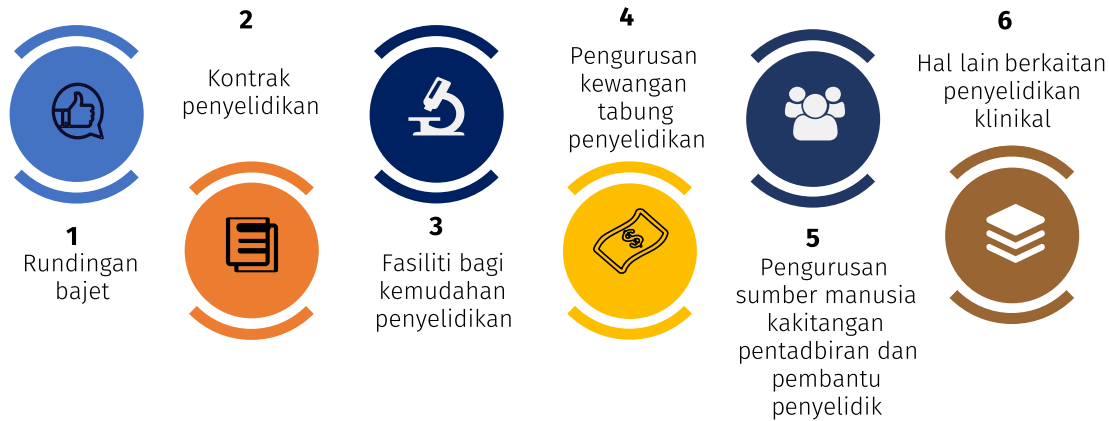 1
Rundingan
bajet
2
Kontrak
penyelidikan
3
Fasiliti bagi
kemudahan
penyelidikan
4
Pengurusan
kewangan
tabung
penyelidikan
5
Pengurusan
sumber manusia
kakitangan
pentadbiran dan
pembantu
penyelidik
6
Hal lain berkaitan
penyelidikan
klinikal